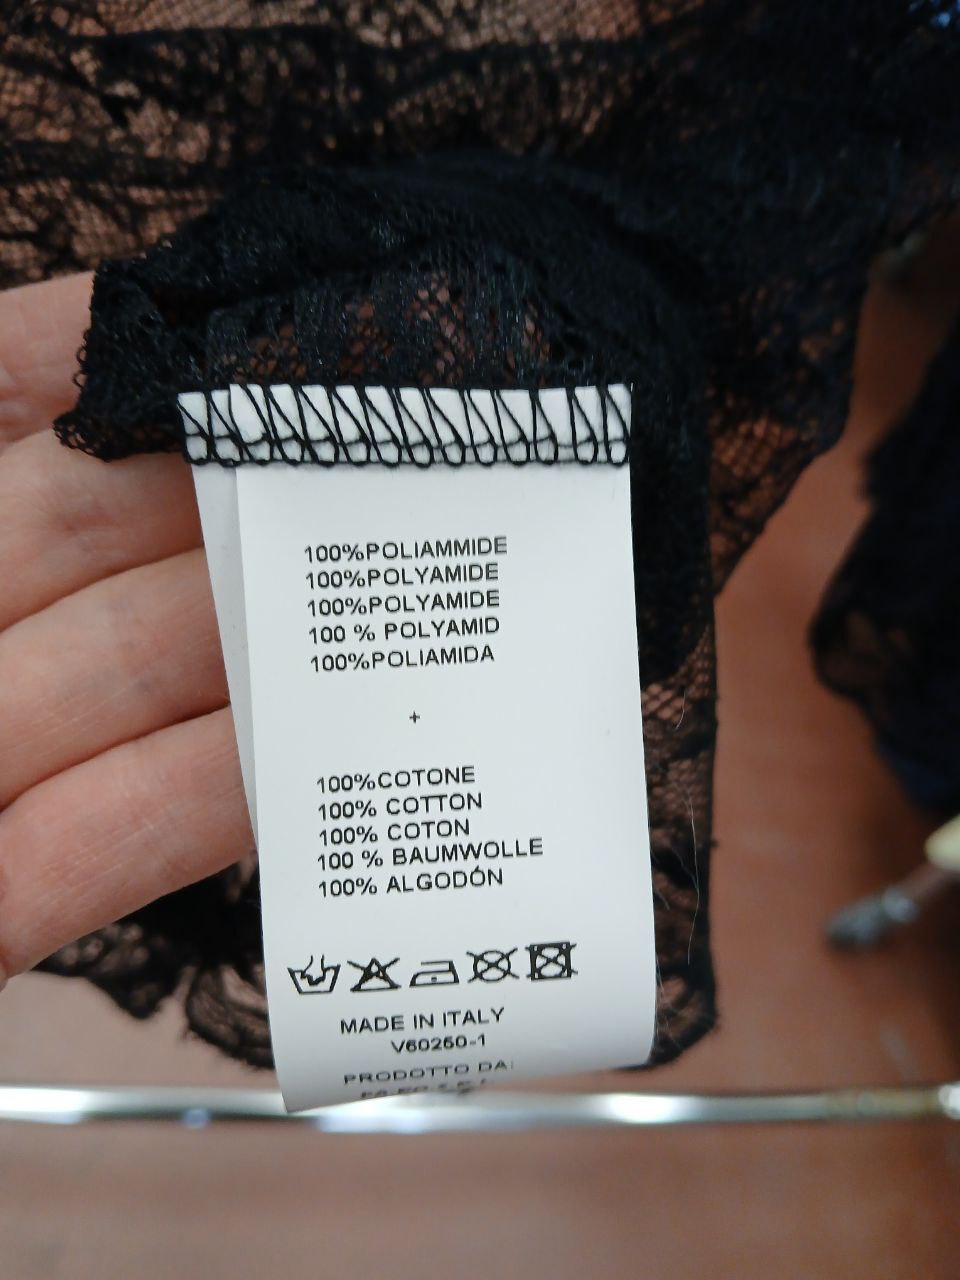 100%POLIAMMIDE
100%POLYAMIDE
100%POLYAMIDE
100 % POLYAMID
100%POLIAMIDA
+
100%COTONE
100% COTTON
100% COTON
100 % BAUMWOLLE
100% ALGODÓN
MADE IN ITALY
V60250-1
PRODOTTO DA: